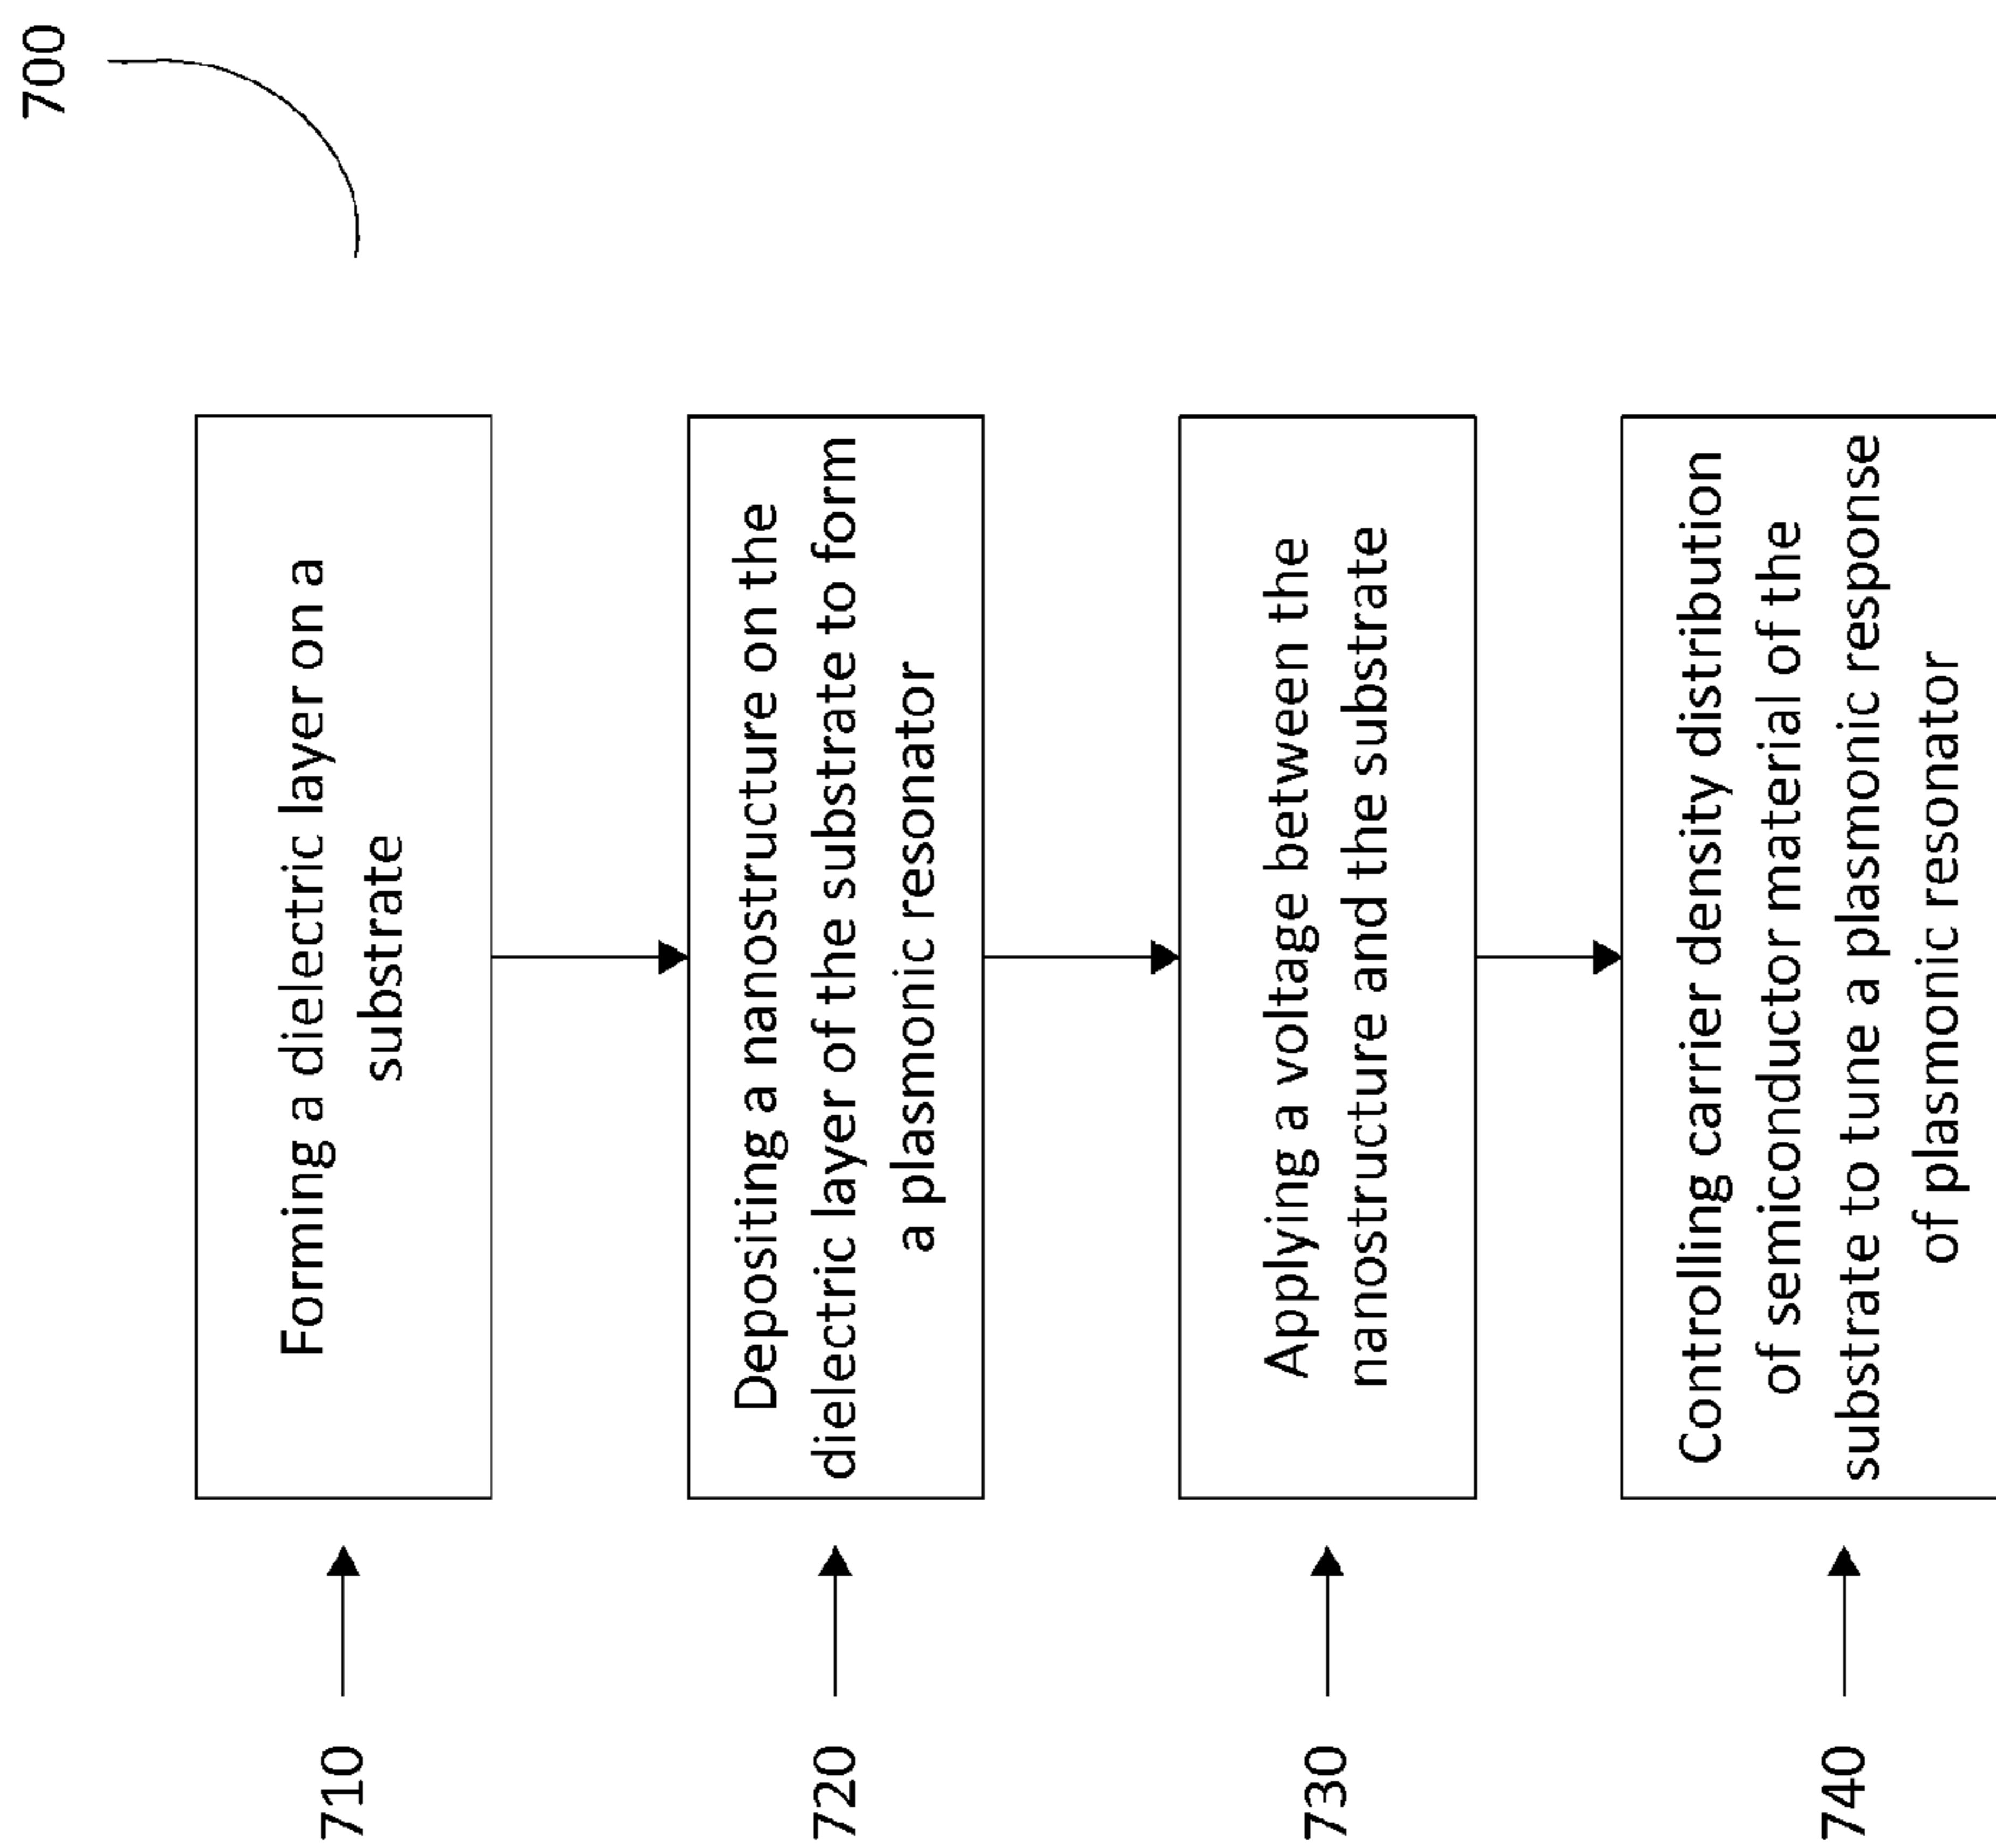 700
710
Forming a dielectric layer on a
substrate
720
Depositing a nanostructure on the
dielectric layer of the substrate to form
a plasmonic resonator
730
Applying a voltage between the
nanostructure and the substrate
740
Controlling carrier density distribution
of semiconductor material of the
substrate to tune a plasmonic response
of plasmonic resonator